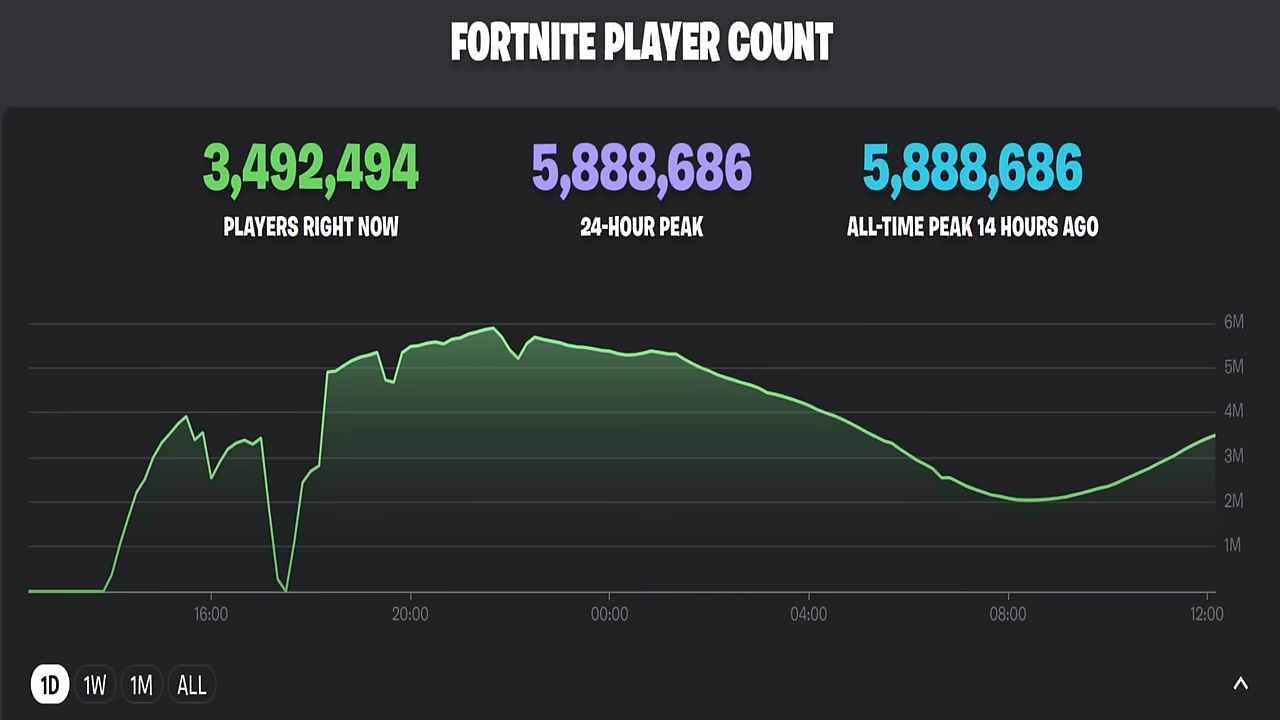 FORTNITE PLAYER COUNT
3,492,494
PLAYERS RIGHT NOW
5,888,686
24-HOUR PEAK
5,888,686
ALL-TIME PEAK 14 HOURS AGO
6M
5M
4M
3M
2M
1M
16:00 20:00 00:00 04:00 08:00 12:00
1D 1W 1M ALL